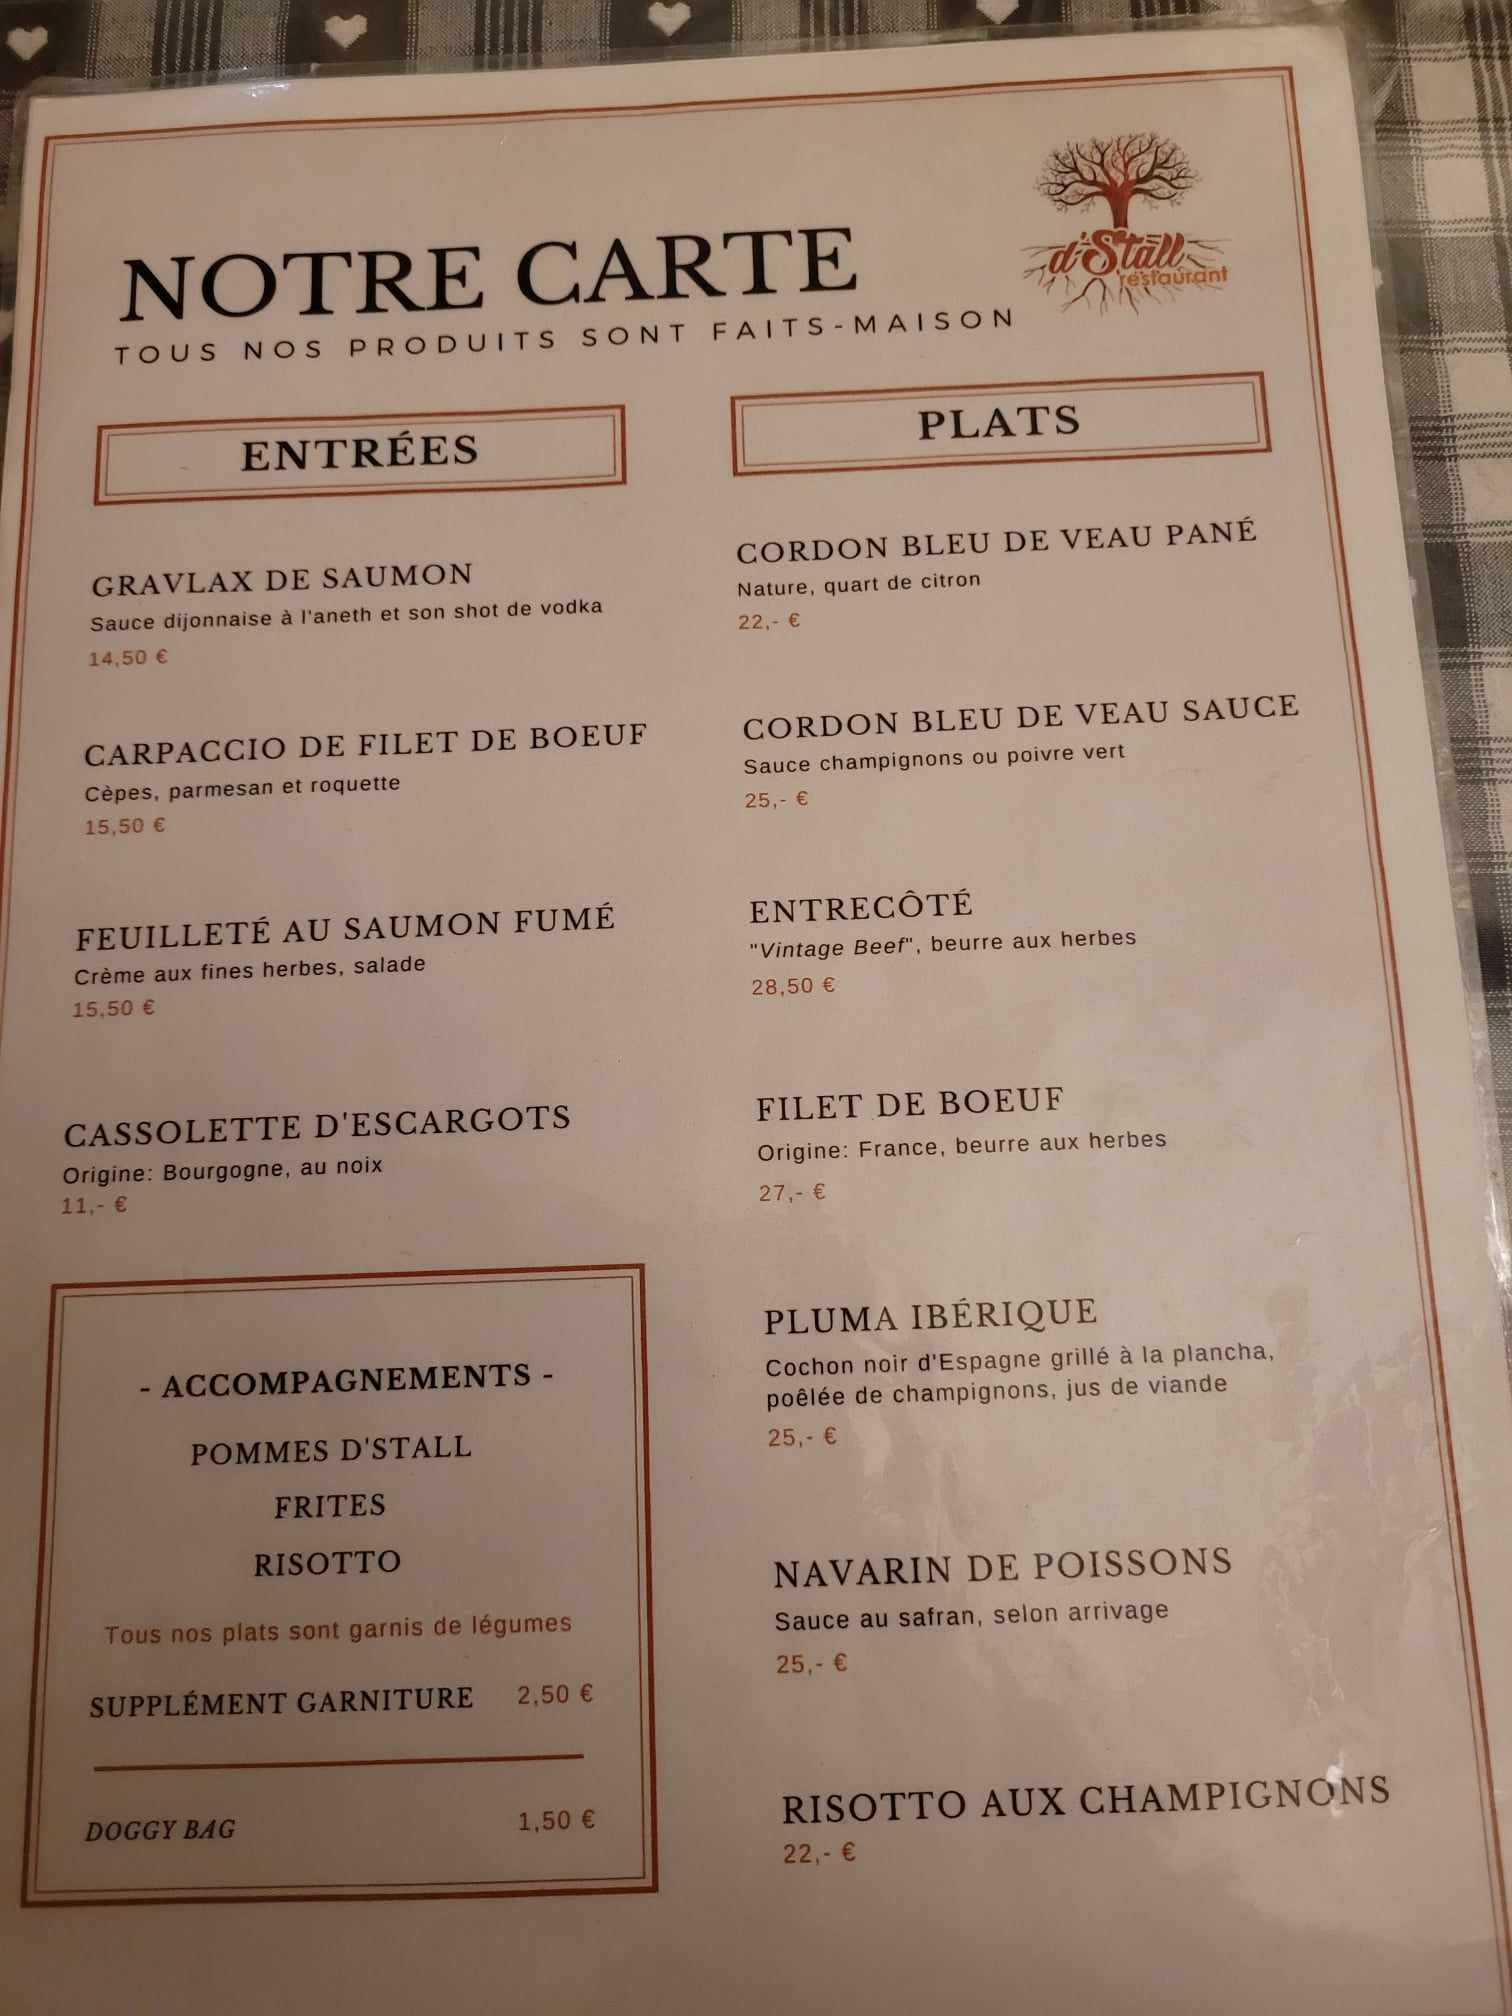 d'Stall
restaurant
NOTRE CARTE
TOUS NOS PRODUITS SONT FAITS-MAISON
ENTRÉES
GRAVLAX DE SAUMON
Sauce dijonnaise à l'aneth et son shot de vodka
14,50 €
CARPACCIO DE FILET DE BOEUF
Cèpes, parmesan et roquette
15,50 €
FEUILLETÉ AU SAUMON FUMÉ
Crème aux fines herbes, salade
15,50 €
CASSOLETTE D'ESCARGOTS
Origine: Bourgogne, au noix
11,- €
- ACCOMPAGNEMENTS -
POMMES D'STALL
FRITES
RISOTTO
Tous nos plats sont garnis de légumes
SUPPLÉMENT GARNITURE 2,50 €
DOGGY BAG 1,50 €
PLATS
CORDON BLEU DE VEAU PANÉ
Nature, quart de citron
22,- €
CORDON BLEU DE VEAU SAUCE
Sauce champignons ou poivre vert
25,- €
ENTRECÔTÉ
"Vintage Beef", beurre aux herbes
28,50 €
FILET DE BOEUF
Origine: France, beurre aux herbes
27,- €
PLUMA IBÉRIQUE
Cochon noir d'Espagne grillé à la plancha,
poêlée de champignons, jus de viande
25,- €
NAVARIN DE POISSONS
Sauce au safran, selon arrivage
25,- €
RISOTTO AUX CHAMPIGNONS
22,- €